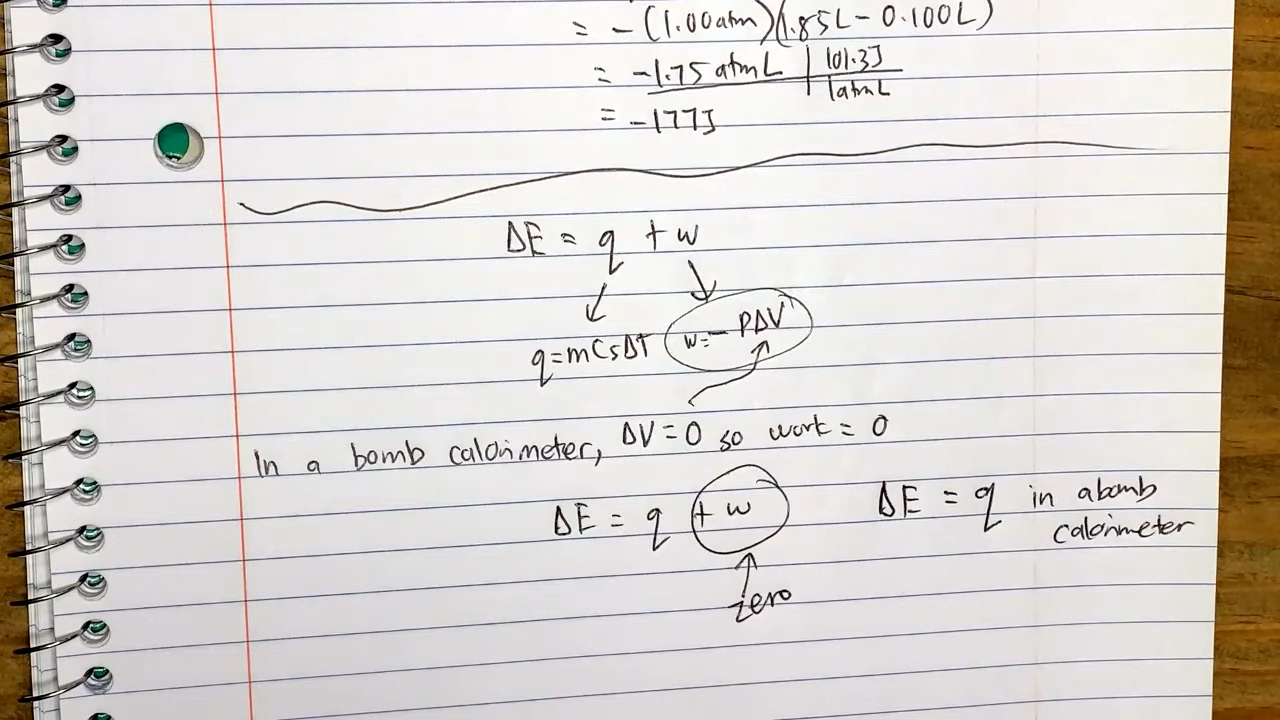 = -(1.00atm)(1.85L - 0.100L)
= -1.75 atmL | 101.3J
1atmL
= -177J
ΔE = q + w
q=mCsΔT w=-PΔV
In a bomb calorimeter, ΔV=0 so work = 0
ΔE = q + w ΔE = q in a bomb
calorimeter
zero